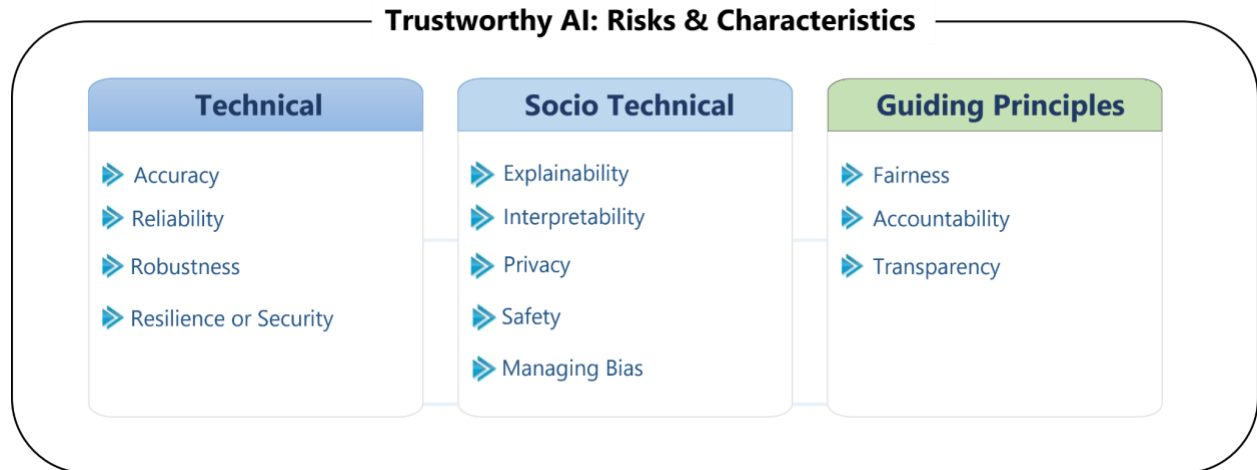 Trustworthy AI: Risks & Characteristics
Technical
Accuracy
Reliability
Robustness
Resilience or Security
Socio Technical
Explainability
Interpretability
Privacy
Safety
Managing Bias
Guiding Principles
Fairness
Accountability
Transparency